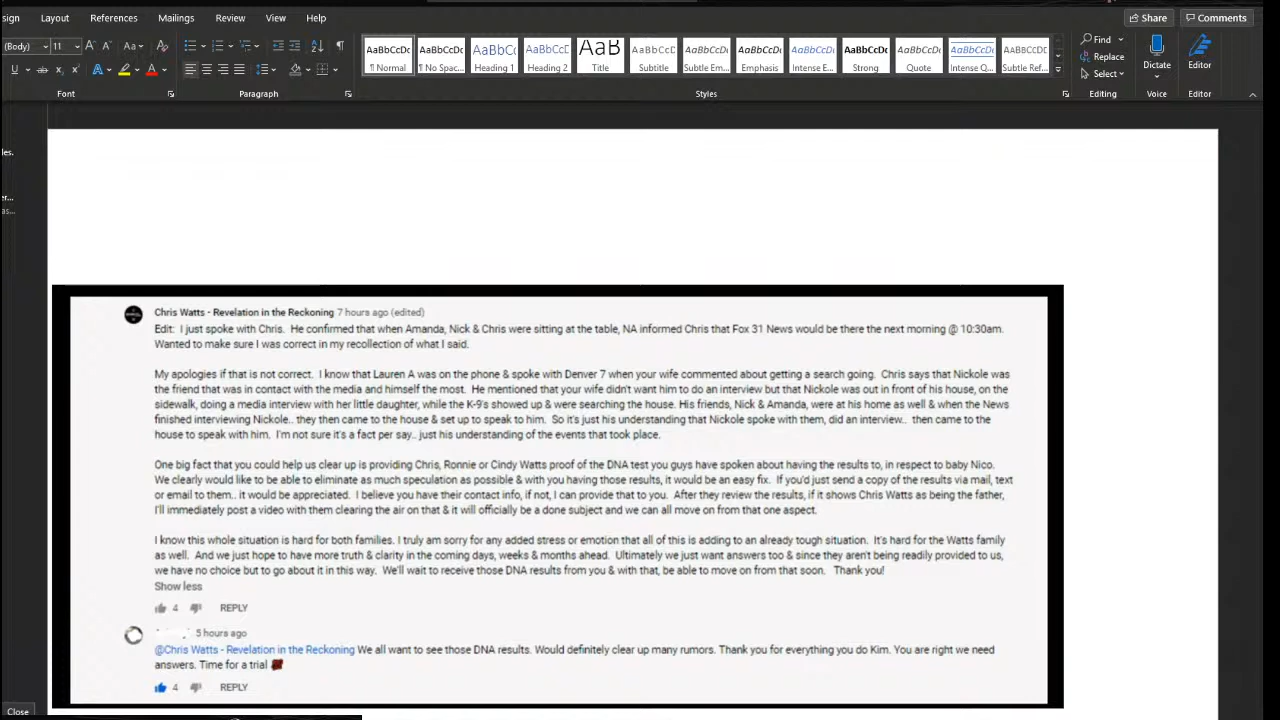 sign Layout References Mailings Review View Help Share Comments
(Body) 11 Aa AaBbCcDc AaBbCcDc AaBbCc AaBbCcD AaB AaBbCcD AaBbCcDc AaBbCcDc AaBbCcDc AaBbCcDc AaBbCcDc AaBbCcDc AaBbCcDc Find
Replace
¶ Normal ¶ No Spac... Heading 1 Heading 2 Title Subtitle Subtle Em... Emphasis Intense E... Strong Quote Intense Q... Subtle Ref... Select Dictate Editor
Font Paragraph Styles Editing Voice Editor
les.
er...
as...
Chris Watts - Revelation in the Reckoning 7 hours ago (edited)
Edit: I just spoke with Chris. He confirmed that when Amanda, Nick & Chris were sitting at the table, NA informed Chris that Fox 31 News would be there the next morning @ 10:30am.
Wanted to make sure I was correct in my recollection of what I said.
My apologies if that is not correct. I know that Lauren A was on the phone & spoke with Denver 7 when your wife commented about getting a search going. Chris says that Nickole was
the friend that was in contact with the media and himself the most. He mentioned that your wife didn't want him to do an interview but that Nickole was out in front of his house, on the
sidewalk, doing a media interview with her little daughter, while the K-9's showed up & were searching the house. His friends, Nick & Amanda, were at his home as well & when the News
finished interviewing Nickole.. they then came to the house & set up to speak to him. So it's just his understanding that Nickole spoke with them, did an interview.. then came to the
house to speak with him. I'm not sure it's a fact per say.. just his understanding of the events that took place.
One big fact that you could help us clear up is providing Chris, Ronnie or Cindy Watts proof of the DNA test you guys have spoken about having the results to, in respect to baby Nico.
We clearly would like to be able to eliminate as much speculation as possible & with you having those results, it would be an easy fix. If you'd just send a copy of the results via mail, text
or email to them.. it would be appreciated. I believe you have their contact info, if not, I can provide that to you. After they review the results, if it shows Chris Watts as being the father,
I'll immediately post a video with them clearing the air on that & it will officially be a done subject and we can all move on from that one aspect.
I know this whole situation is hard for both families. I truly am sorry for any added stress or emotion that all of this is adding to an already tough situation. It's hard for the Watts family
as well. And we just hope to have more truth & clarity in the coming days, weeks & months ahead. Ultimately we just want answers too & since they aren't being readily provided to us,
we have no choice but to go about it in this way. We'll wait to receive those DNA results from you & with that, be able to move on from that soon. Thank you!
Show less
4 REPLY
5 hours ago
@Chris Watts - Revelation in the Reckoning We all want to see those DNA results. Would definitely clear up many rumors. Thank you for everything you do Kim. You are right we need
answers. Time for a trial
4 REPLY
Close